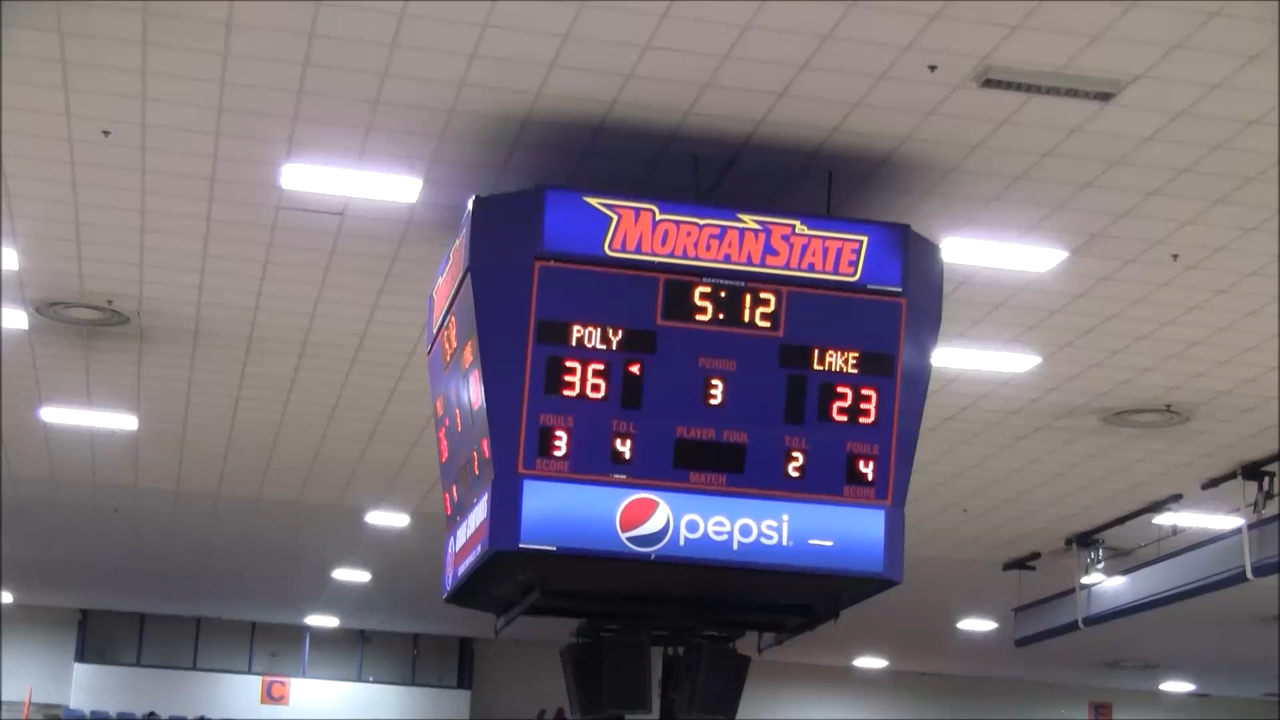 MORGAN STATE
DAKTRONICS
5:12
POLY
LAKE
36
PERIOD
3
23
FOULS
T.O.L.
PLAYER FOUL
T.O.L.
FOULS
3
4
2
4
SCORE
MATCH
SCORE
pepsi
C
E